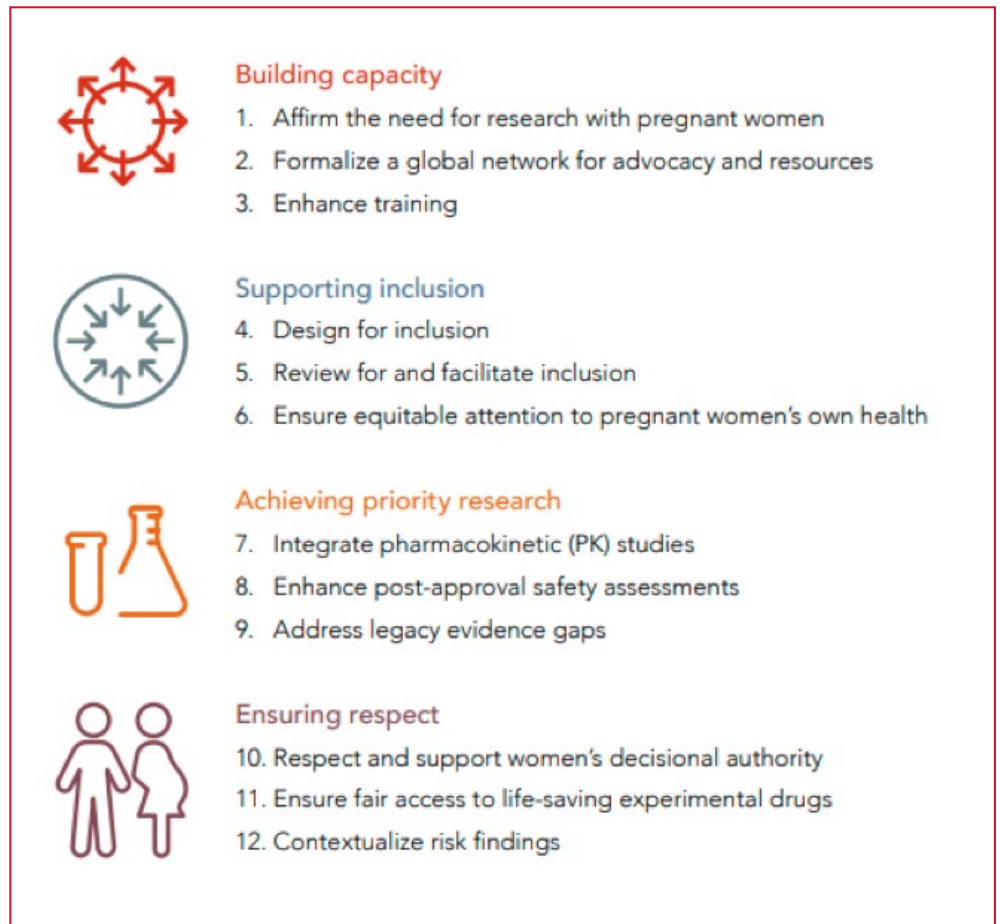 Building capacity
1. Affirm the need for research with pregnant women
2. Formalize a global network for advocacy and resources
3. Enhance training
Supporting inclusion
4. Design for inclusion
5. Review for and facilitate inclusion
6. Ensure equitable attention to pregnant women’s own health
Achieving priority research
7. Integrate pharmacokinetic (PK) studies
8. Enhance post-approval safety assessments
9. Address legacy evidence gaps
Ensuring respect
10. Respect and support women’s decisional authority
11. Ensure fair access to life-saving experimental drugs
12. Contextualize risk findings